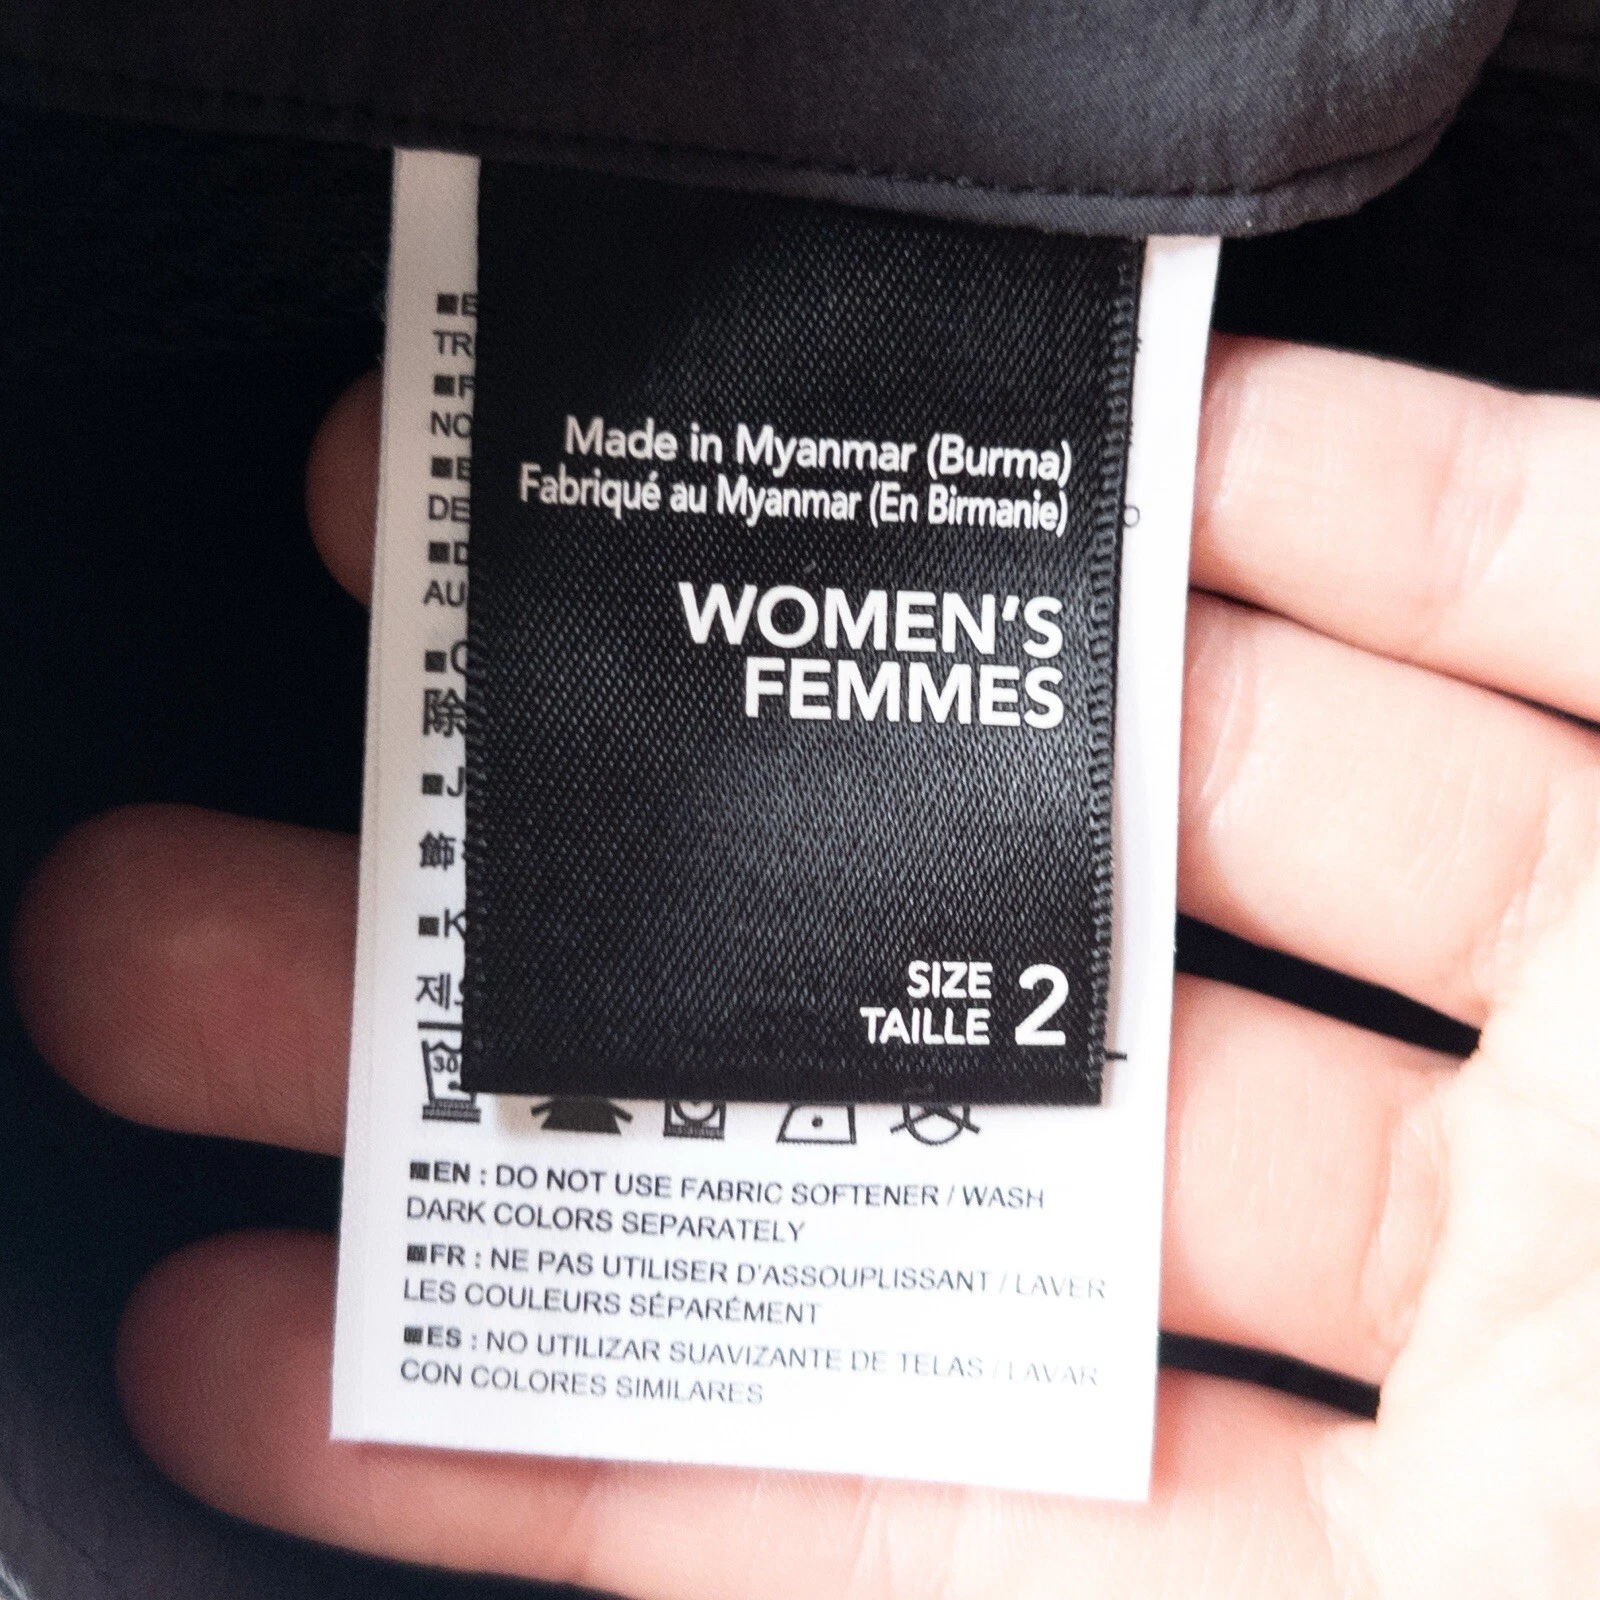 Made in Myanmar (Burma)
Fabriqué au Myanmar (En Birmanie)
WOMEN'S
FEMMES
SIZE 2
TAILLE
TR
NO
DE
AU
除
飾
제
30
EN : DO NOT USE FABRIC SOFTENER / WASH
DARK COLORS SEPARATELY
FR : NE PAS UTILISER D'ASSOUPLISSANT / LAVER
LES COULEURS SÉPARÉMENT
ES : NO UTILIZAR SUAVIZANTE DE TELAS / LAVAR
CON COLORES SIMILARES